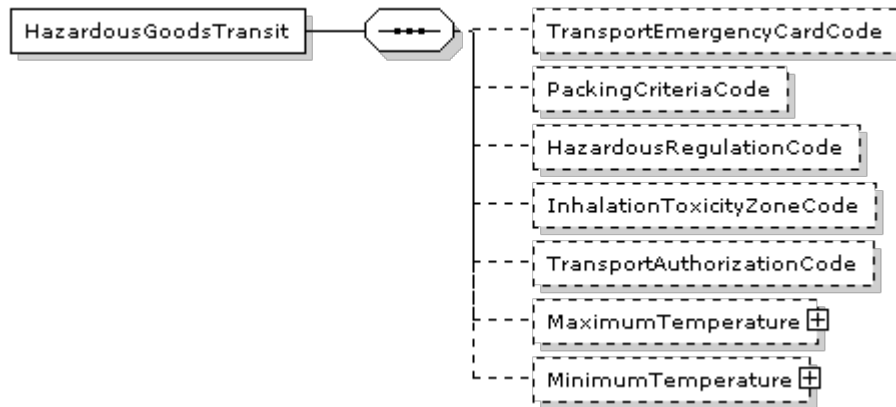 HazardousGoodsTransit
TransportEmergencyCardCode
PackingCriteriaCode
HazardousRegulationCode
InhalationToxicityZoneCode
TransportAuthorizationCode
MaximumTemperature
MinimumTemperature